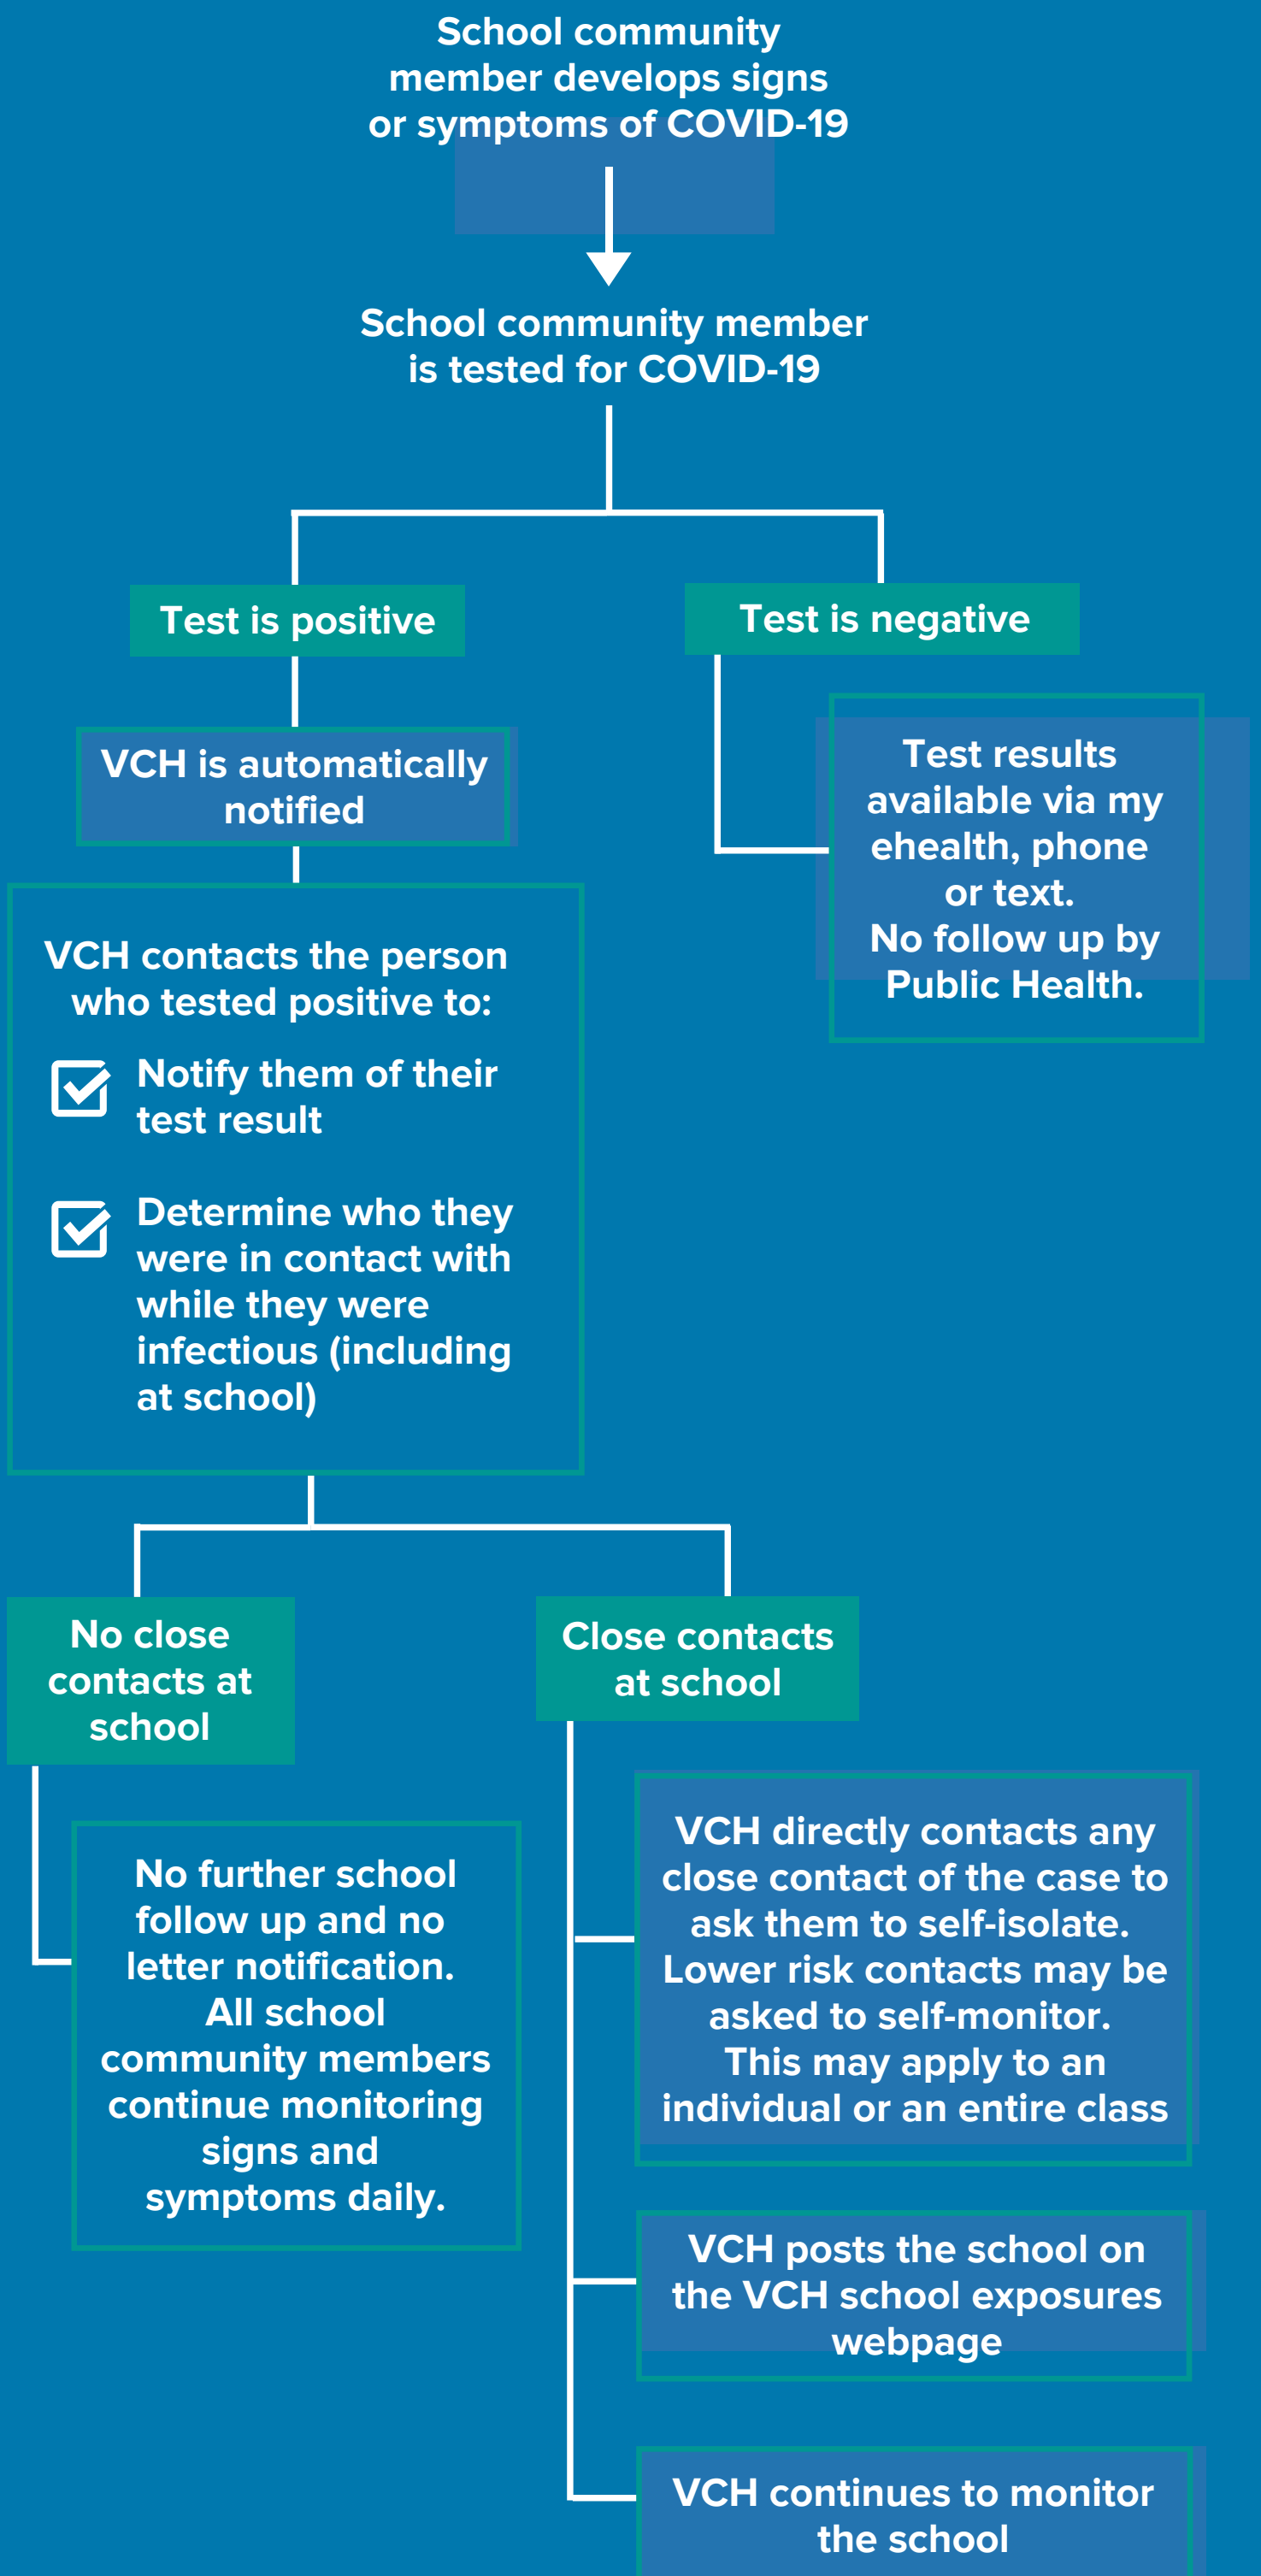 School community
member develops signs
or symptoms of COVID-19
School community member
is tested for COVID-19
Test is positive
Test is negative
VCH is automatically
notified
Test results
available via my
ehealth, phone
or text.
No follow up by
Public Health.
VCH contacts the person
who tested positive to:
Notify them of their
test result
Determine who they
were in contact with
while they were
infectious (including
at school)
No close
contacts at
school
Close contacts
at school
No further school
follow up and no
letter notification.
All school
community members
continue monitoring
signs and
symptoms daily.
VCH directly contacts any
close contact of the case to
ask them to self-isolate.
Lower risk contacts may be
asked to self-monitor.
This may apply to an
individual or an entire class
VCH posts the school on
the VCH school exposures
webpage
VCH continues to monitor
the school